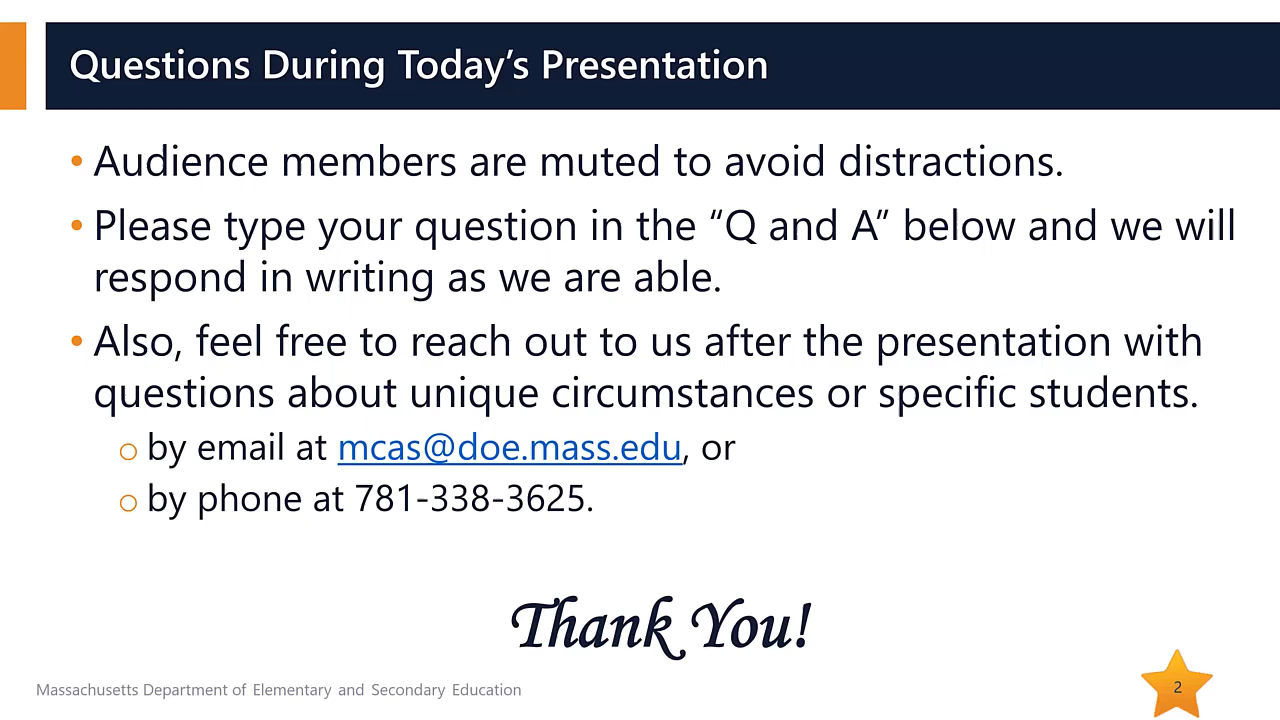 Questions During Today’s Presentation
• Audience members are muted to avoid distractions.
• Please type your question in the “Q and A” below and we will
respond in writing as we are able.
• Also, feel free to reach out to us after the presentation with
questions about unique circumstances or specific students.
o by email at mcas@doe.mass.edu, or
o by phone at 781-338-3625.
Thank You!
Massachusetts Department of Elementary and Secondary Education
2